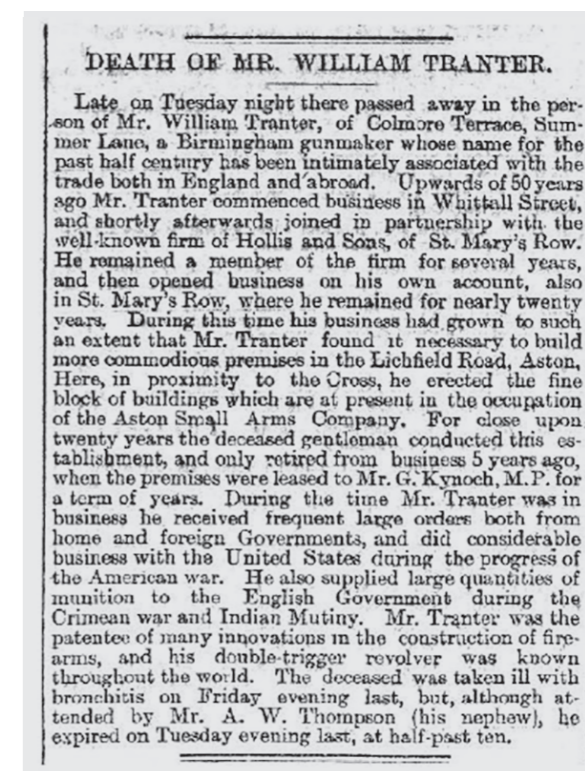 DEATH OF MR. WILLIAM TRANTER.
Late on Tuesday night there passed away in the per-
son of Mr. William Tranter, of Colmore Terrace, Sum-
mer Lane, a Birmingham gunmaker whose name for the
past half century has been intimately associated with the
trade both in England and abroad. Upwards of 50 years
ago Mr. Tranter commenced business in Whittall Street,
and shortly afterwards joined in partnership with the
well-known firm of Hollis and Sons, of St. Mary's Row.
He remained a member of the firm for several years,
and then opened business on his own account, also
in St. Mary's Row, where he remained for nearly twenty
years. During this time his business had grown to such
an extent that Mr. Tranter found it necessary to build
more commodious premises in the Lichfield Road, Aston.
Here, in proximity to the Cross, he erected the fine
block of buildings which are at present in the occupation
of the Aston Small Arms Company. For close upon
twenty years the deceased gentleman conducted this es-
tablishment, and only retired from business 5 years ago,
when the premises were leased to Mr. G. Kynoch, M.P. for
a term of years. During the time Mr. Tranter was in
business he received frequent large orders both from
home and foreign Governments, and did considerable
business with the United States during the progress of
the American war. He also supplied large quantities of
munition to the English Government during the
Crimean war and Indian Mutiny. Mr. Tranter was the
patentee of many innovations in the construction of fire-
arms, and his double-trigger revolver was known
throughout the world. The deceased was taken ill with
bronchitis on Friday evening last, but, although at-
tended by Mr. A. W. Thompson (his nephew), he
expired on Tuesday evening last, at half-past ten.